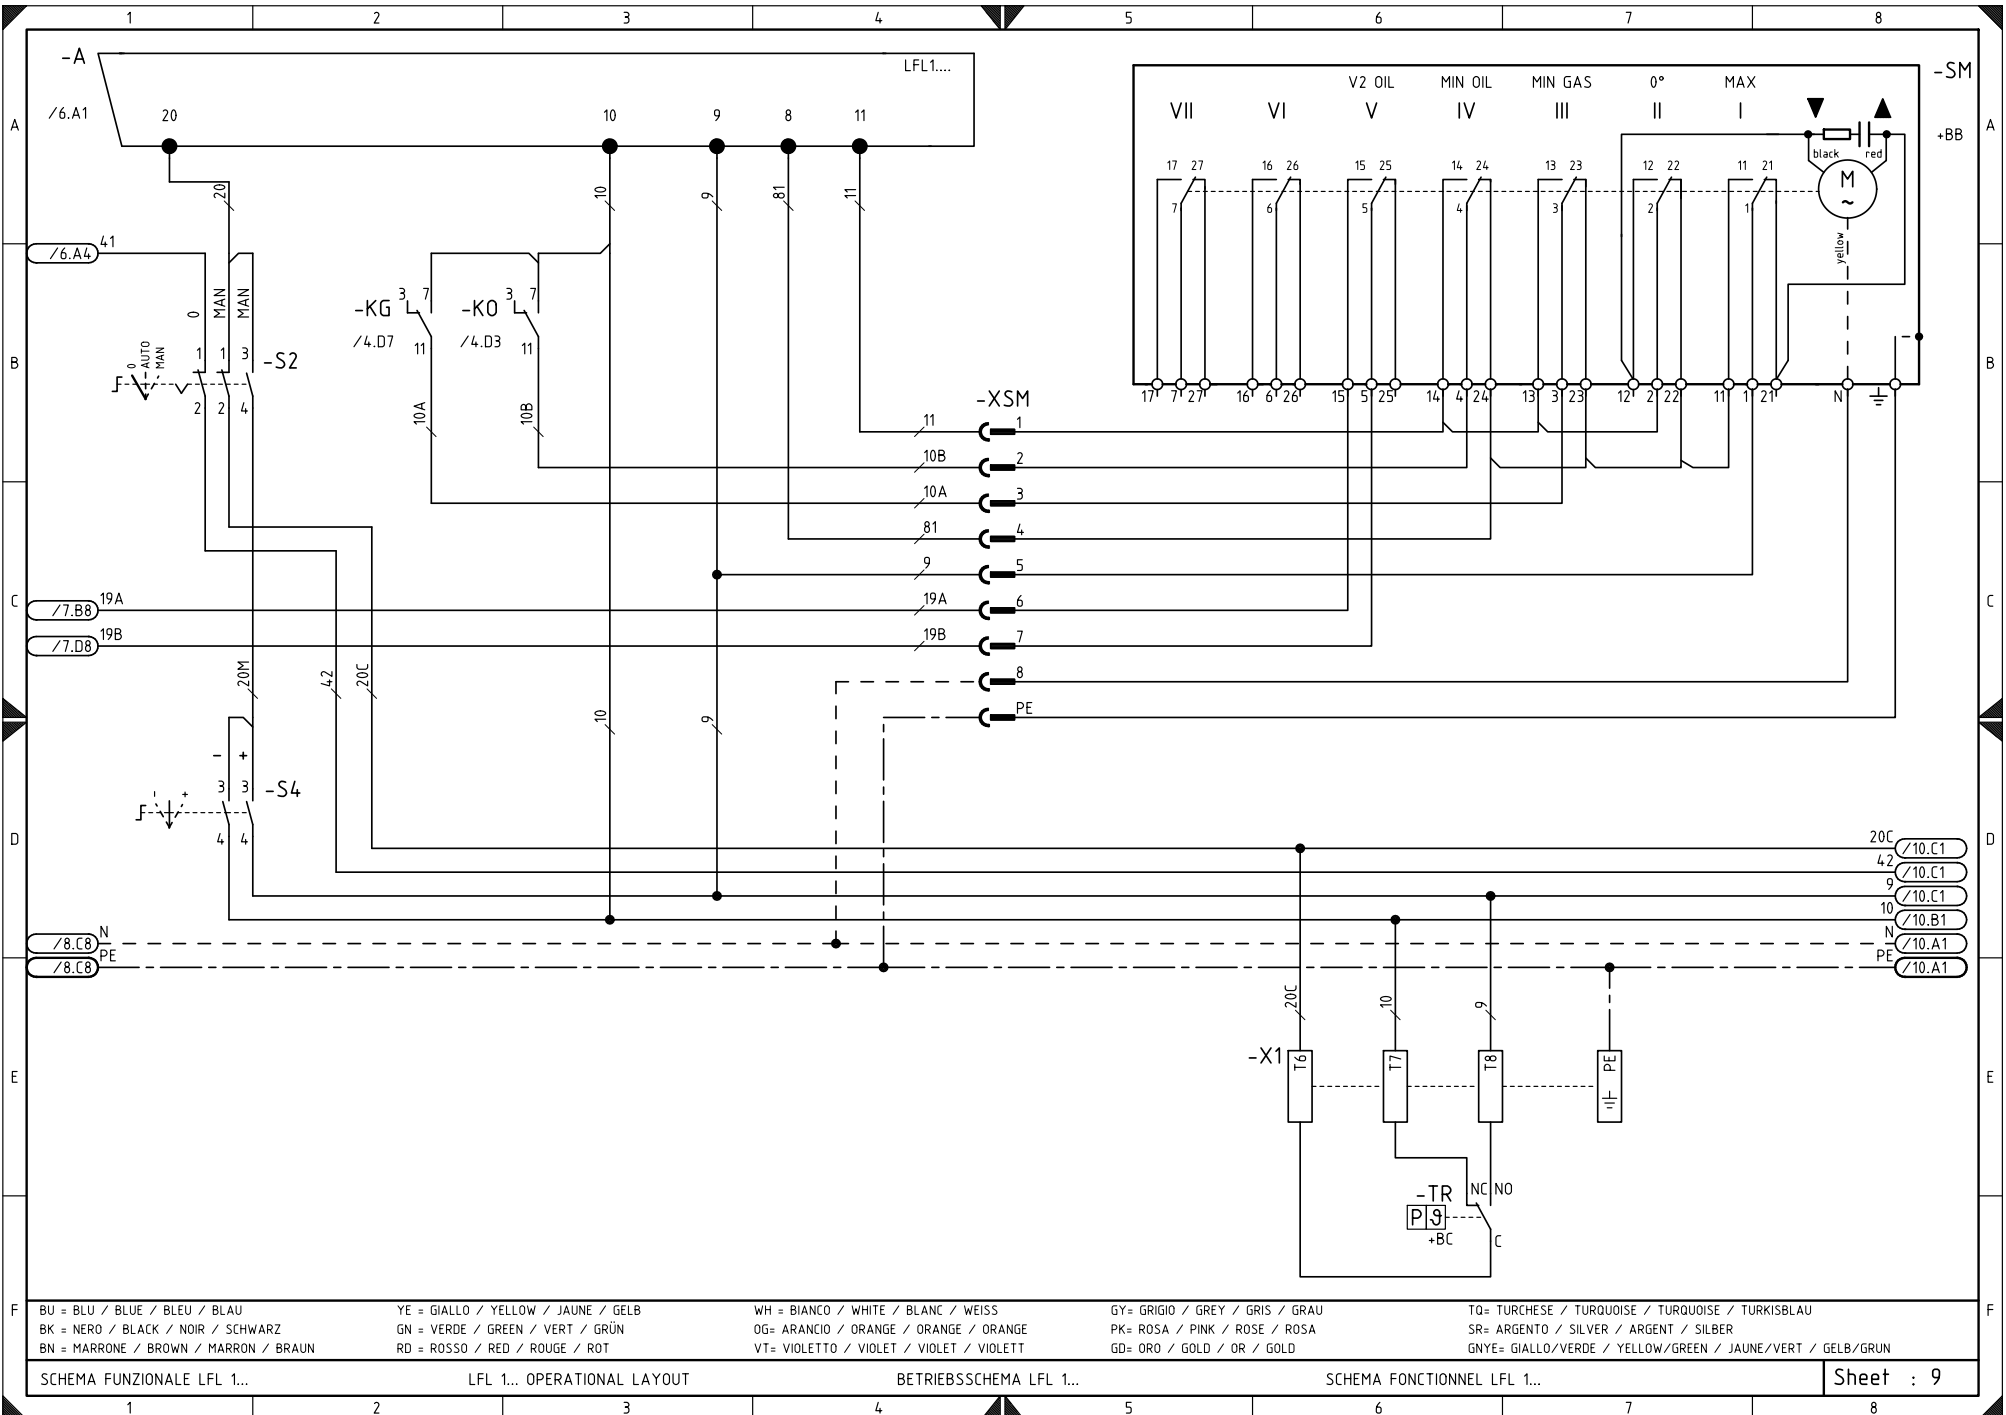 1 2 3 4 5 6 7 8
-A
LFL1....
/6.A1
20 10 9 8 11
20 10 9 81 11
-SM
+BB
V2 OIL MIN OIL MIN GAS 0° MAX
VII VI V IV III II I
black red
17 27 16 26 15 25 14 24 13 23 12 22 11 21
M
~
7 6 5 4 3 2 1
yellow
A A
/6.A4 41
0 MAN MAN
-KG 3 7
/4.D7 11
-KO 3 7
/4.D3 11
0 AUTO MAN
1 1 3 -S2
2 2 4
B B
10A 10B
17 7 27 16 6 26 15 5 25 14 4 24 13 3 23 12 2 22 11 1 21 N
-XSM
11 1
10B 2
10A 3
81 4
9 5
/7.B8 19A 19A 6
/7.D8 19B 19B 7
8
PE
C C
20M 42 20C 10 9
- +
3 3 -S4
- +
4 4
D D
20C /10.C1
42 /10.C1
9 /10.C1
10 /10.B1
/8.C8 N N /10.A1
/8.C8 PE PE /10.A1
20C 10 9
-X1 T6 T7 T8 PE
E E
-TR NC NO
P ϑ
+BC C
F F
BU = BLU / BLUE / BLEU / BLAU
BK = NERO / BLACK / NOIR / SCHWARZ
BN = MARRONE / BROWN / MARRON / BRAUN
YE = GIALLO / YELLOW / JAUNE / GELB
GN = VERDE / GREEN / VERT / GRÜN
RD = ROSSO / RED / ROUGE / ROT
WH = BIANCO / WHITE / BLANC / WEISS
OG= ARANCIO / ORANGE / ORANGE / ORANGE
VT= VIOLETTO / VIOLET / VIOLET / VIOLETT
GY= GRIGIO / GREY / GRIS / GRAU
PK= ROSA / PINK / ROSE / ROSA
GD= ORO / GOLD / OR / GOLD
TQ= TURCHESE / TURQUOISE / TURQUOISE / TURKISBLAU
SR= ARGENTO / SILVER / ARGENT / SILBER
GNYE= GIALLO/VERDE / YELLOW/GREEN / JAUNE/VERT / GELB/GRUN
SCHEMA FUNZIONALE LFL 1... LFL 1... OPERATIONAL LAYOUT BETRIEBSSCHEMA LFL 1... SCHEMA FONCTIONNEL LFL 1... Sheet : 9
1 2 3 4 5 6 7 8